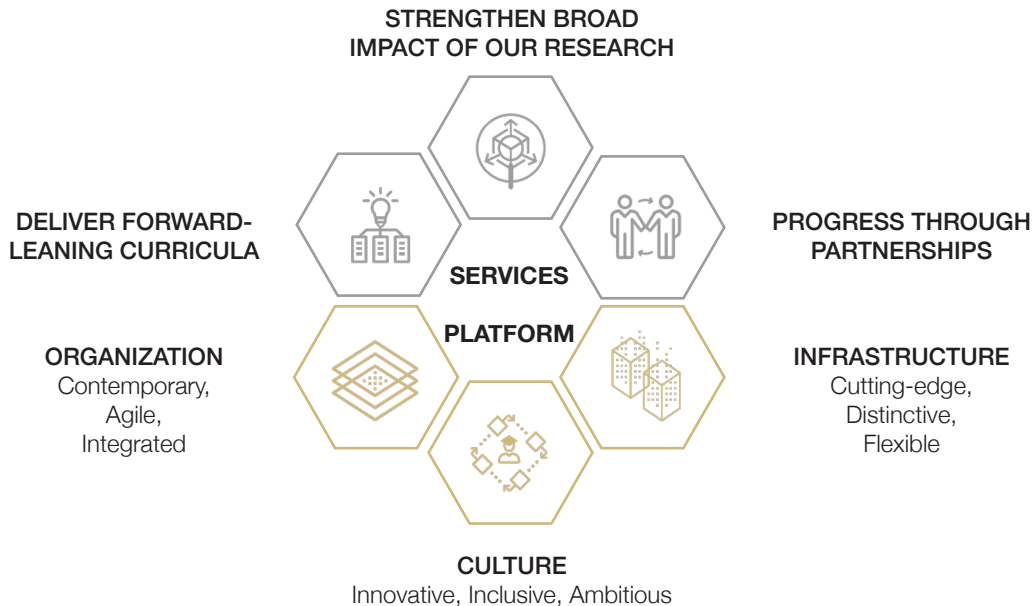 STRENGTHEN BROAD
IMPACT OF OUR RESEARCH
DELIVER FORWARD-
LEANING CURRICULA
PROGRESS THROUGH
PARTNERSHIPS
SERVICES
PLATFORM
ORGANIZATION
Contemporary,
Agile,
Integrated
INFRASTRUCTURE
Cutting-edge,
Distinctive,
Flexible
CULTURE
Innovative, Inclusive, Ambitious